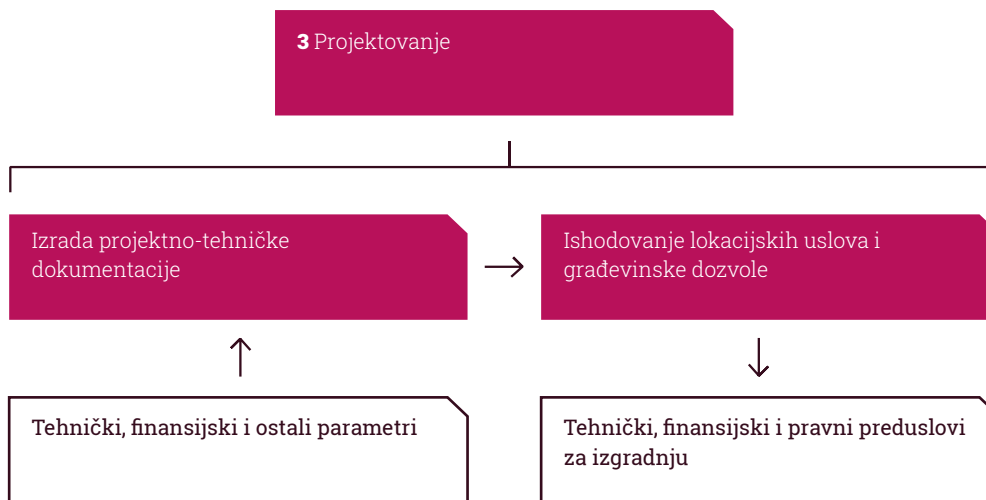 3 Projektovanje
Izrada projektno-tehničke
dokumentacije
Ishodovanje lokacijskih uslova i
građevinske dozvole
Tehnički, finansijski i ostali parametri
Tehnički, finansijski i pravni preduslovi
za izgradnju